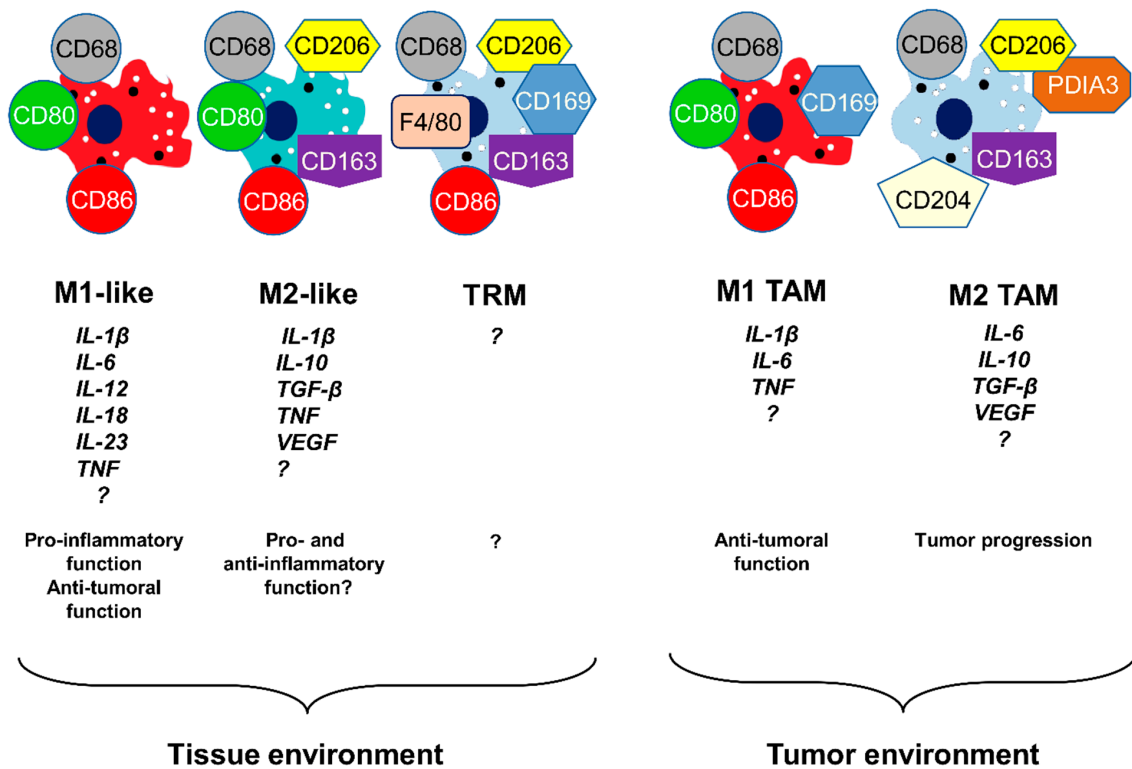 CD68
CD80
CD86
CD68
CD206
CD80
CD163
CD86
CD68
CD206
CD169
F4/80
CD163
CD86
CD68
CD80
CD169
CD86
CD68
CD206
PDIA3
CD163
CD204
M1-like
IL-1β
IL-6
IL-12
IL-18
IL-23
TNF
?
Pro-inflammatory
function
Anti-tumoral
function
M2-like
IL-1β
IL-10
TGF-β
TNF
VEGF
?
Pro- and
anti-inflammatory
function?
TRM
?
?
Tissue environment
M1 TAM
IL-1β
IL-6
TNF
?
Anti-tumoral
function
M2 TAM
IL-6
IL-10
TGF-β
VEGF
?
Tumor progression
Tumor environment